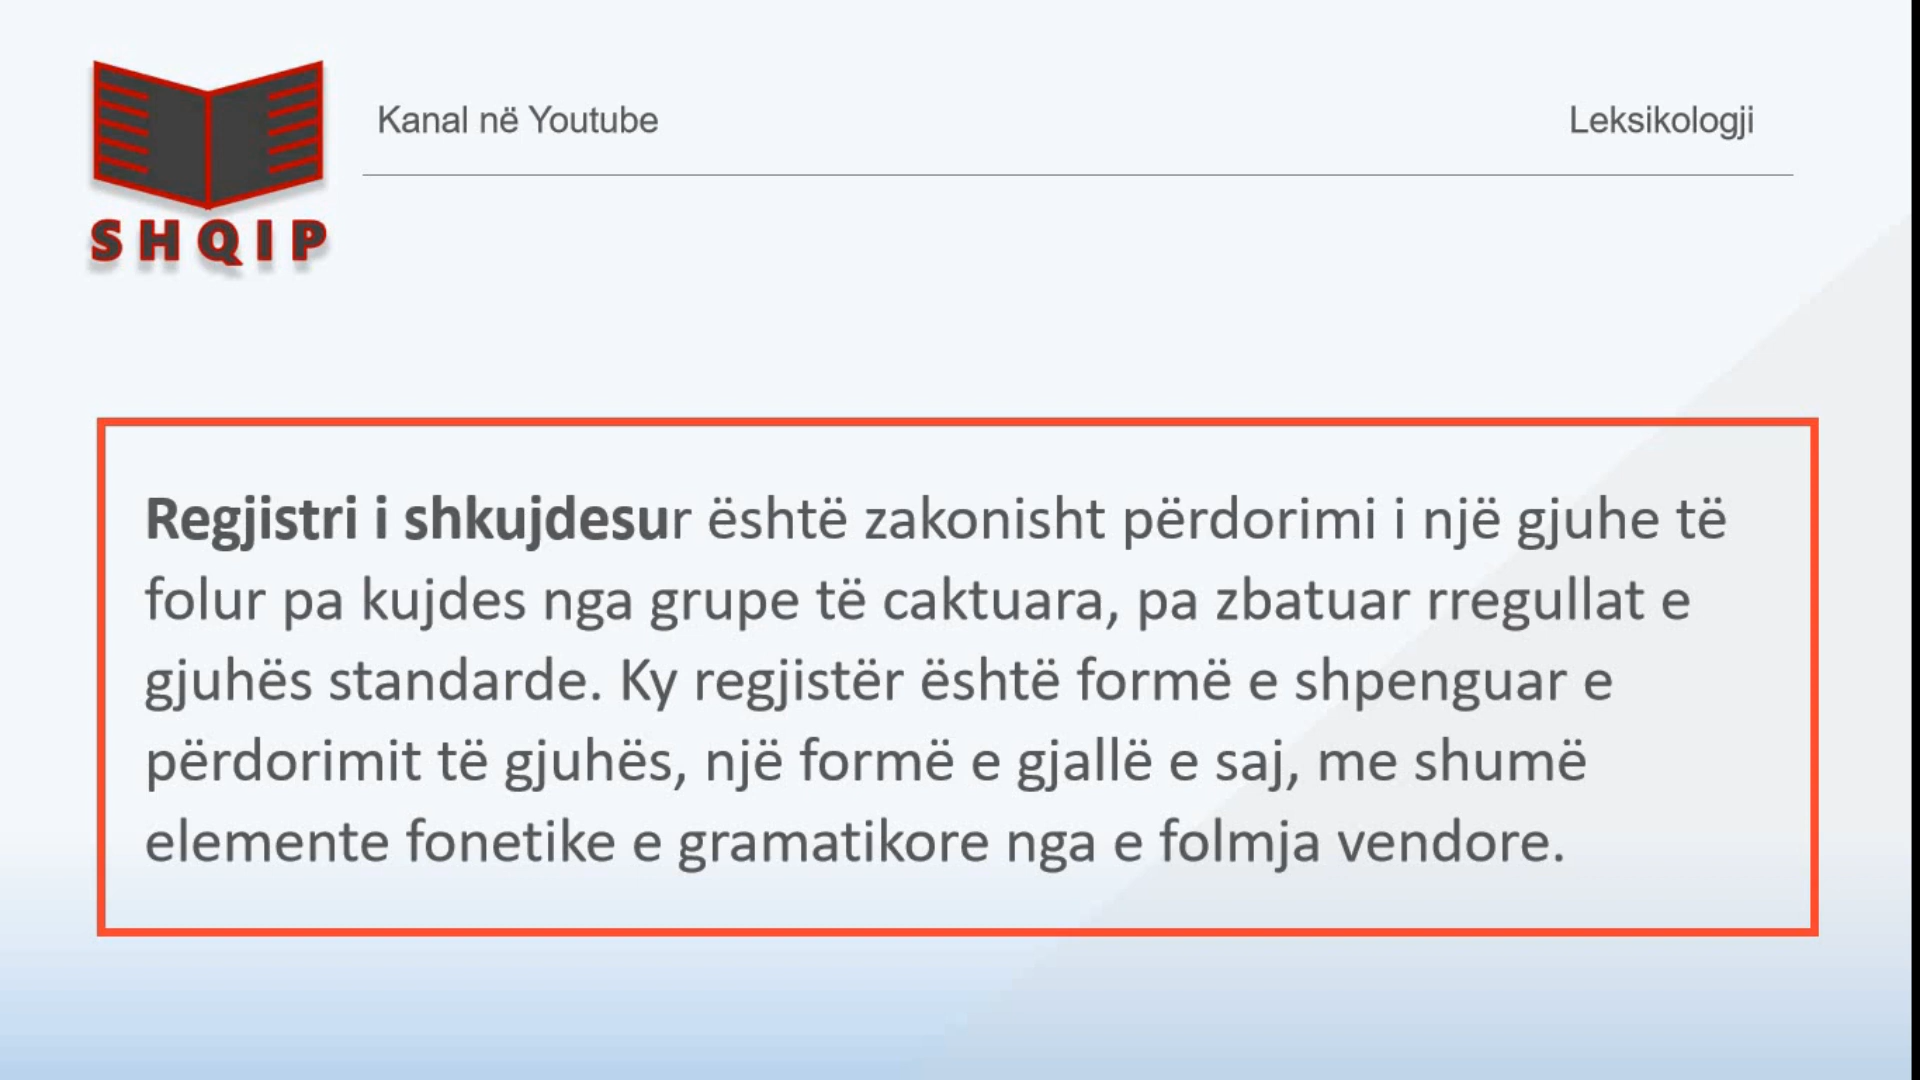 Kanal në Youtube
Leksikologji
SHQIP
Regjistri i shkujdesur është zakonisht përdorimi i një gjuhe të
folur pa kujdes nga grupe të caktuara, pa zbatuar rregullat e
gjuhës standarde. Ky regjistër është formë e shpenguar e
përdorimit të gjuhës, një formë e gjallë e saj, me shumë
elemente fonetike e gramatikore nga e folmja vendore.